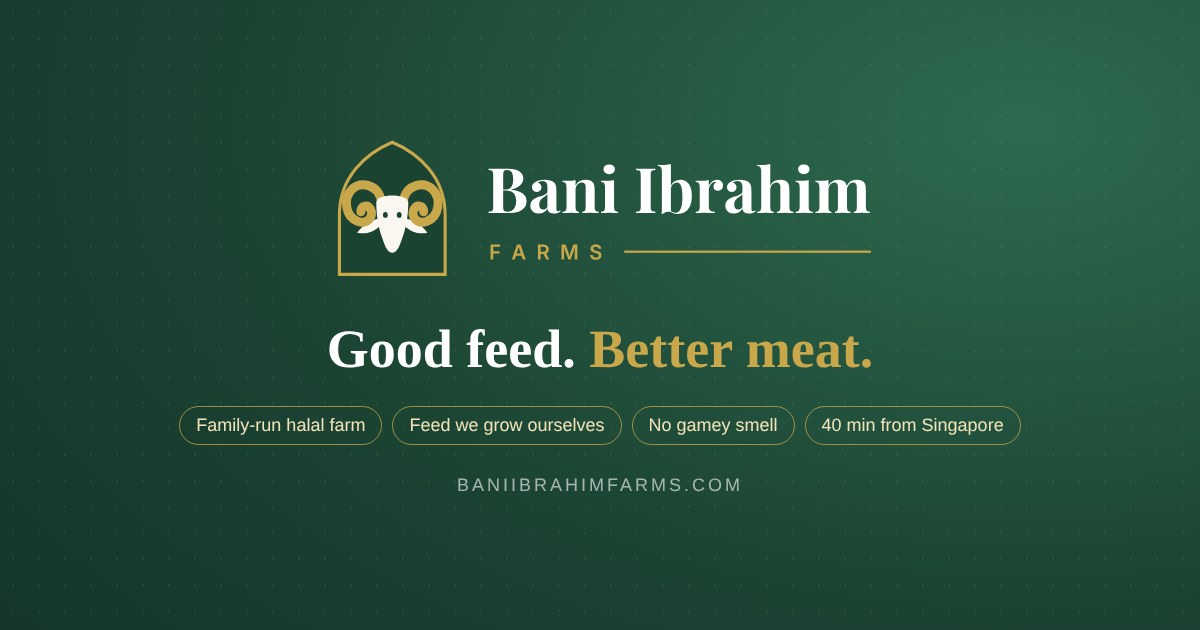 Bani Ibrahim
FARMS
Good feed. Better meat.
Family-run halal farm
Feed we grow ourselves
No gamey smell
40 min from Singapore
BANIIBRAHIMFARMS.COM